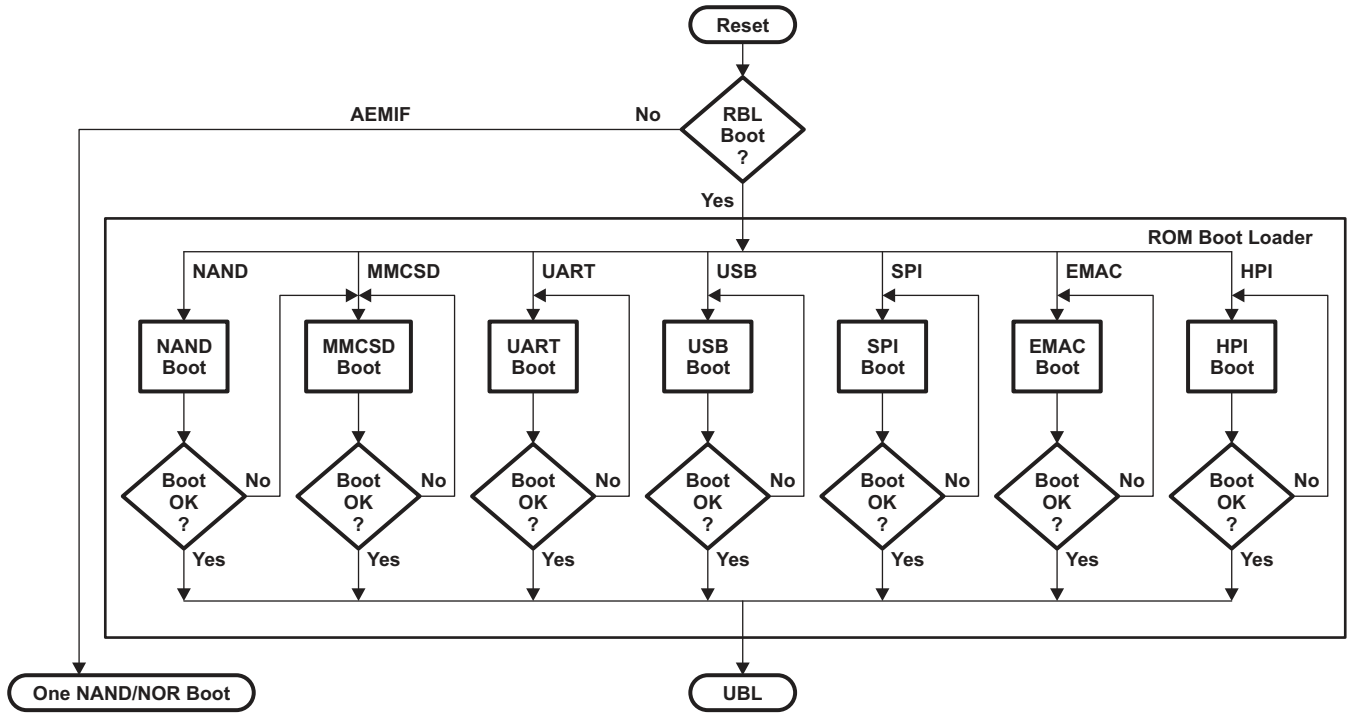 Reset
AEMIF
No
RBL
Boot
?
Yes
ROM Boot Loader
NAND
MMCSD
UART
USB
SPI
EMAC
HPI
NAND
Boot
MMCSD
Boot
UART
Boot
USB
Boot
SPI
Boot
EMAC
Boot
HPI
Boot
Boot
OK
?
No
Boot
OK
?
No
Boot
OK
?
No
Boot
OK
?
No
Boot
OK
?
No
Boot
OK
?
No
Boot
OK
?
No
Yes
Yes
Yes
Yes
Yes
Yes
Yes
One NAND/NOR Boot
UBL